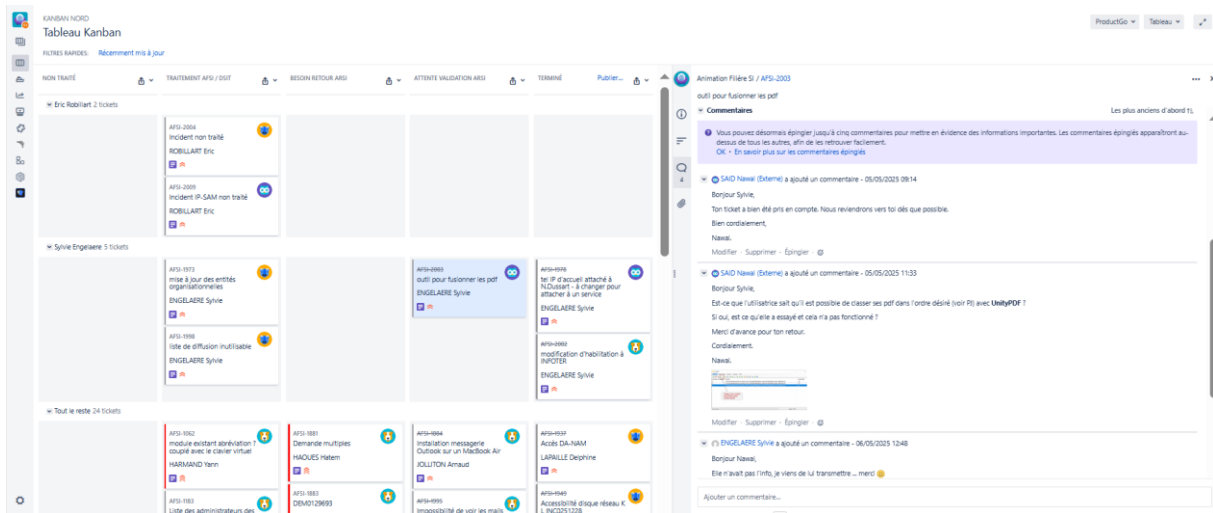 KANBAN NORD
Tableau Kanban
ProductGo
Tableau
FILTRES RAPIDES: Récemment mis à jour
NON TRAITÉ
TRAITEMENT AFSI / DSIT
BESOIN RETOUR ARSI
ATTENTE VALIDATION ARSI
TERMINÉ
Publier...
Eric Robillart 2 tickets
AFSI-2004
Incident non traité
ROBILLART Eric
AFSI-2009
Incident IP-SAM non traité
ROBILLART Eric
Sylvie Engelaere 5 tickets
AFSI-1973
mise à jour des entités
organisationnelles
ENGELAERE Sylvie
AFSI-1998
liste de diffusion inutilisable
ENGELAERE Sylvie
AFSI-2003
outil pour fusionner les pdf
ENGELAERE Sylvie
AFSI-1978
tel IP d'accueil attaché à
N.Dussart - à changer pour
attacher à un service
ENGELAERE Sylvie
AFSI-2002
modification d'habilitation à
INFOTER
ENGELAERE Sylvie
Tout le reste 24 tickets
AFSI-1062
module existant abréviation ?
couplé avec le clavier virtuel
HARMAND Yann
AFSI-1183
Liste des administrateurs des
AFSI-1881
Demande multiples
HAOUES Hatem
AFSI-1883
DEM0129693
AFSI-1884
Installation messagerie
Outlook sur un MacBook Air
JOLLITON Arnaud
AFSI-1995
Impossibilité de voir les mails
AFSI-1937
Accès DA-NAM
LAPAILLE Delphine
AFSI-1949
Accessibilité disque réseau K
L INC0251228
Animation Filière SI / AFSI-2003
outil pour fusionner les pdf
Commentaires
Les plus anciens d'abord
Vous pouvez désormais épingler jusqu'à cinq commentaires pour mettre en évidence des informations importantes. Les commentaires épinglés apparaîtront au-
dessus de tous les autres, afin de les retrouver facilement.
OK • En savoir plus sur les commentaires épinglés
4
SAID Nawal (Externe) a ajouté un commentaire - 05/05/2025 09:14
Bonjour Sylvie,
Ton ticket a bien été pris en compte. Nous reviendrons vers toi dès que possible.
Bien cordialement,
Nawal.
Modifier · Supprimer · Épingler ·
SAID Nawal (Externe) a ajouté un commentaire - 05/05/2025 11:33
Bonjour Sylvie,
Est-ce que l'utilisatrice sait qu'il est possible de classer ses pdf dans l'ordre désiré (voir PJ) avec UnityPDF ?
Si oui, est ce qu'elle a essayé et cela n'a pas fonctionné ?
Merci d'avance pour ton retour.
Cordialement.
Nawal.
Modifier · Supprimer · Épingler ·
ENGELAERE Sylvie a ajouté un commentaire - 06/05/2025 12:48
Bonjour Nawal,
Elle n'avait pas l'info, je viens de lui transmettre ... merci
Ajouter un commentaire...